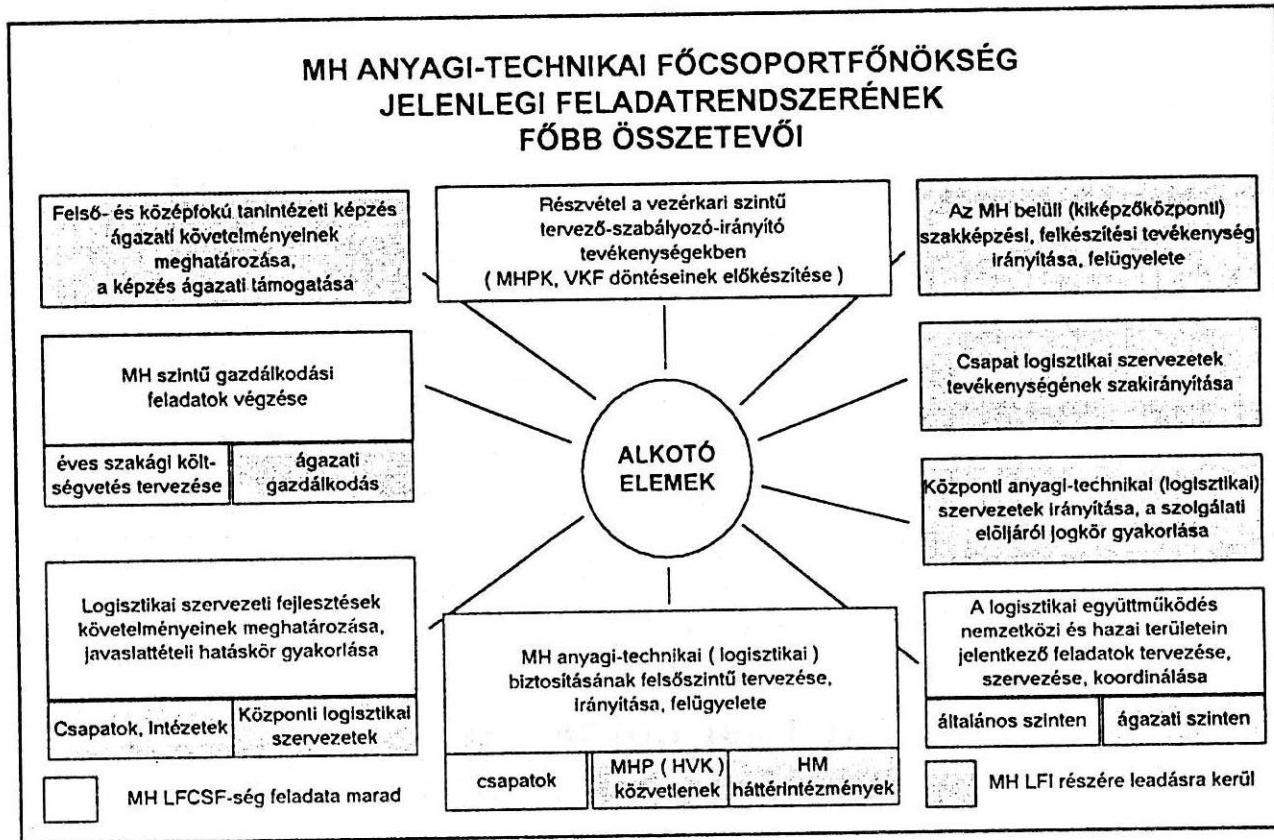 MH ANYAGI-TECHNIKAI FŐCSOPORTFŐNÖKSÉG
JELENLEGI FELADATRENDSZERÉNEK
FŐBB ÖSSZETEVŐI
Felső- és középfokú tanintézeti képzés
ágazati követelményeinek
meghatározása,
a képzés ágazati támogatása
Részvétel a vezérkari szintű
tervező-szabályozó-irányító
tevékenységekben
( MHPK, VKF döntéseinek előkészítése )
Az MH belüli (kiképzőközponti)
szakképzési, felkészítési tevékenység
irányítása, felügyelete
MH szintű gazdálkodási
feladatok végzése
éves szakági költ-
ségvetés tervezése
ágazati
gazdálkodás
ALKOTÓ
ELEMEK
Csapat logisztikai szervezetek
tevékenységének szakirányítása
Központi anyagi-technikai (logisztikai)
szervezetek irányítása, a szolgálati
elöljáról jogkör gyakorlása
Logisztikai szervezeti fejlesztések
követelményeinek meghatározása,
javaslattételi hatáskör gyakorlása
Csapatok, Intézetek
Központi logisztikai
szervezetek
MH anyagi-technikai ( logisztikai )
biztosításának felsőszintű tervezése,
irányítása, felügyelete
csapatok
MHP ( HVK )
közvetlenek
HM
háttérintézmények
A logisztikai együttműködés
nemzetközi és hazai területein
jelentkező feladatok tervezése,
szervezése, koordinálása
általános szinten
ágazati szinten
MH LFCSF-ség feladata marad
MH LFI részére leadásra kerül